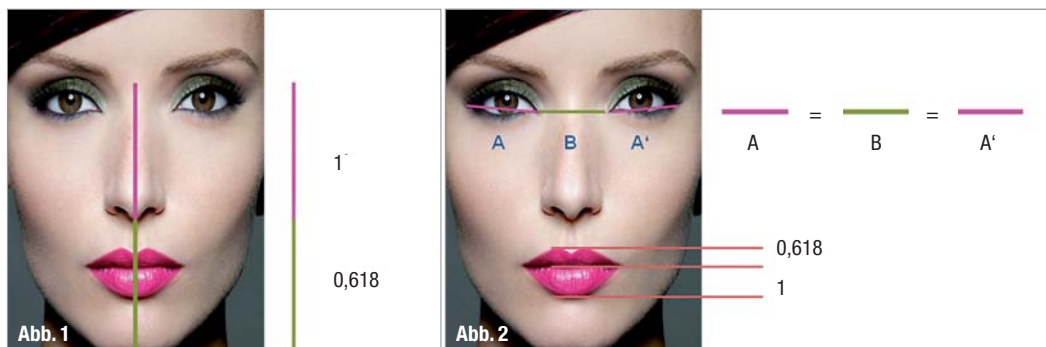 1
0,618
Abb. 1
A B A‘
A = B = A‘
0,618
1
Abb. 2